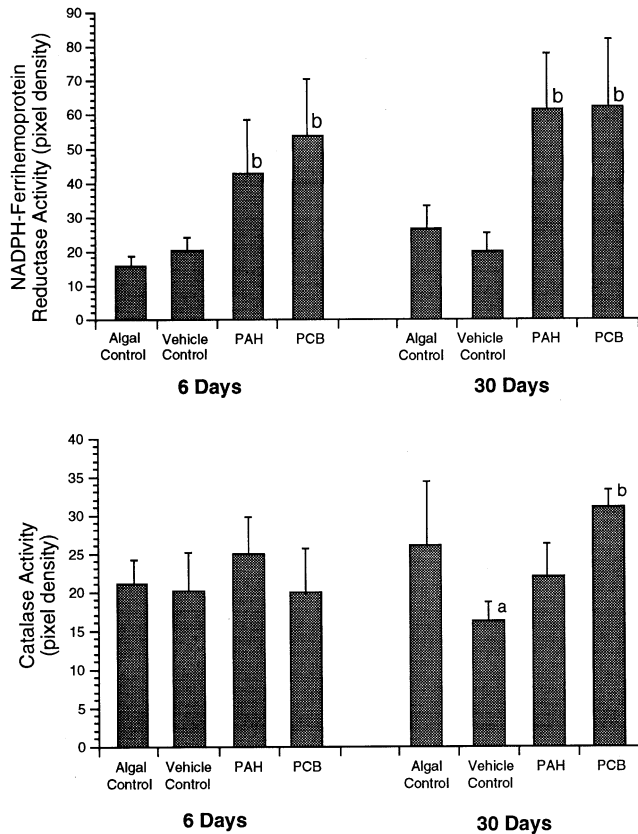 NADPH-Ferrihemoprotein
Reductase Activity (pixel density)
90
80
70
60
50
40
30
20
10
0
b
b
b
b
Algal
Control
Vehicle
Control
PAH
PCB
Algal
Control
Vehicle
Control
PAH
PCB
6 Days
30 Days
Catalase Activity
(pixel density)
40
35
30
25
20
15
10
5
0
a
b
Algal
Control
Vehicle
Control
PAH
PCB
Algal
Control
Vehicle
Control
PAH
PCB
6 Days
30 Days